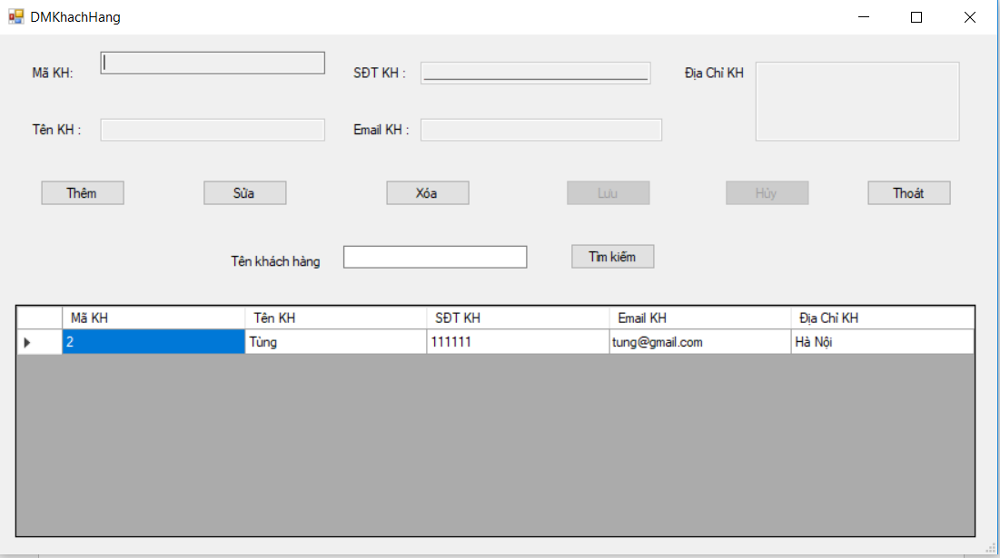 DMKhachHang
Mã KH:
SĐT KH :
Địa Chỉ KH
Tên KH :
Email KH :
Thêm Sửa Xóa Lưu Hủy Thoát
Tên khách hàng Tìm kiếm
Mã KH Tên KH SĐT KH Email KH Địa Chỉ KH
2 Tùng 111111 tung@gmail.com Hà Nội